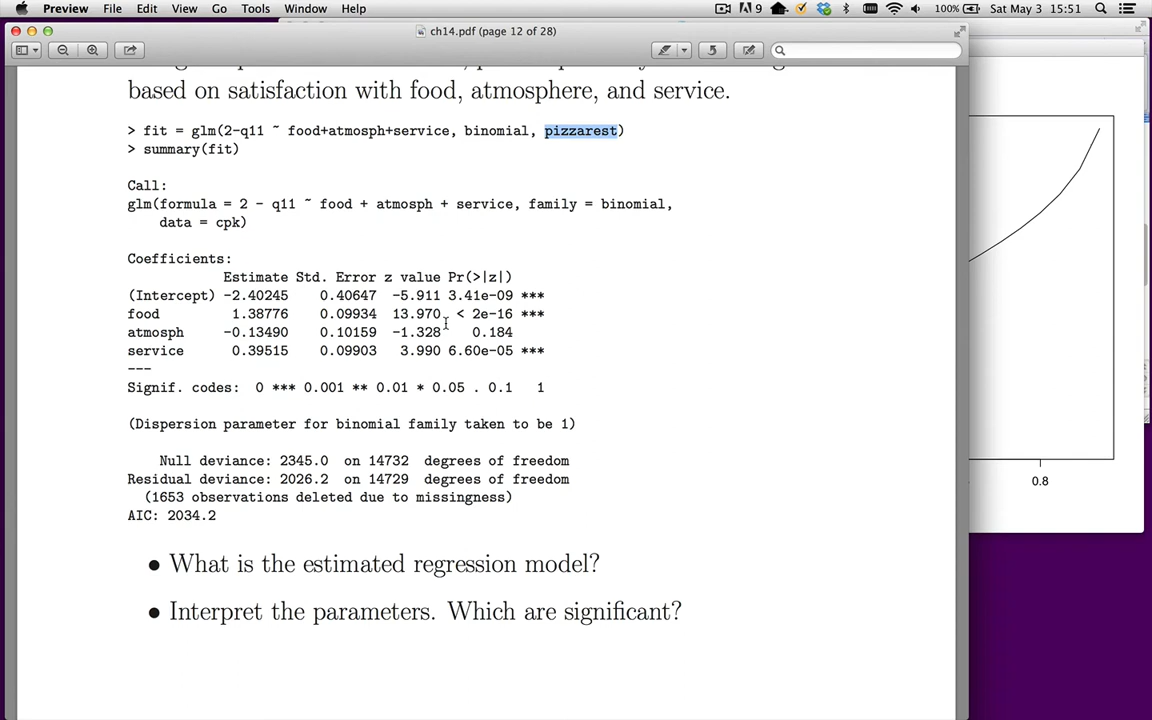 Preview File Edit View Go Tools Window Help 9 100% Sat May 3 15:51
ch14.pdf (page 12 of 28)
based on satisfaction with food, atmosphere, and service.
> fit = glm(2-q11 ~ food+atmosph+service, binomial, pizzarest)
> summary(fit)
Call:
glm(formula = 2 - q11 ~ food + atmosph + service, family = binomial,
data = cpk)
Coefficients:
Estimate Std. Error z value Pr(>|z|)
(Intercept) -2.40245 0.40647 -5.911 3.41e-09 ***
food 1.38776 0.09934 13.970 < 2e-16 ***
atmosph -0.13490 0.10159 -1.328 0.184
service 0.39515 0.09903 3.990 6.60e-05 ***
---
Signif. codes: 0 *** 0.001 ** 0.01 * 0.05 . 0.1 1
(Dispersion parameter for binomial family taken to be 1)
Null deviance: 2345.0 on 14732 degrees of freedom
Residual deviance: 2026.2 on 14729 degrees of freedom
(1653 observations deleted due to missingness)
AIC: 2034.2
• What is the estimated regression model?
• Interpret the parameters. Which are significant?
0.8